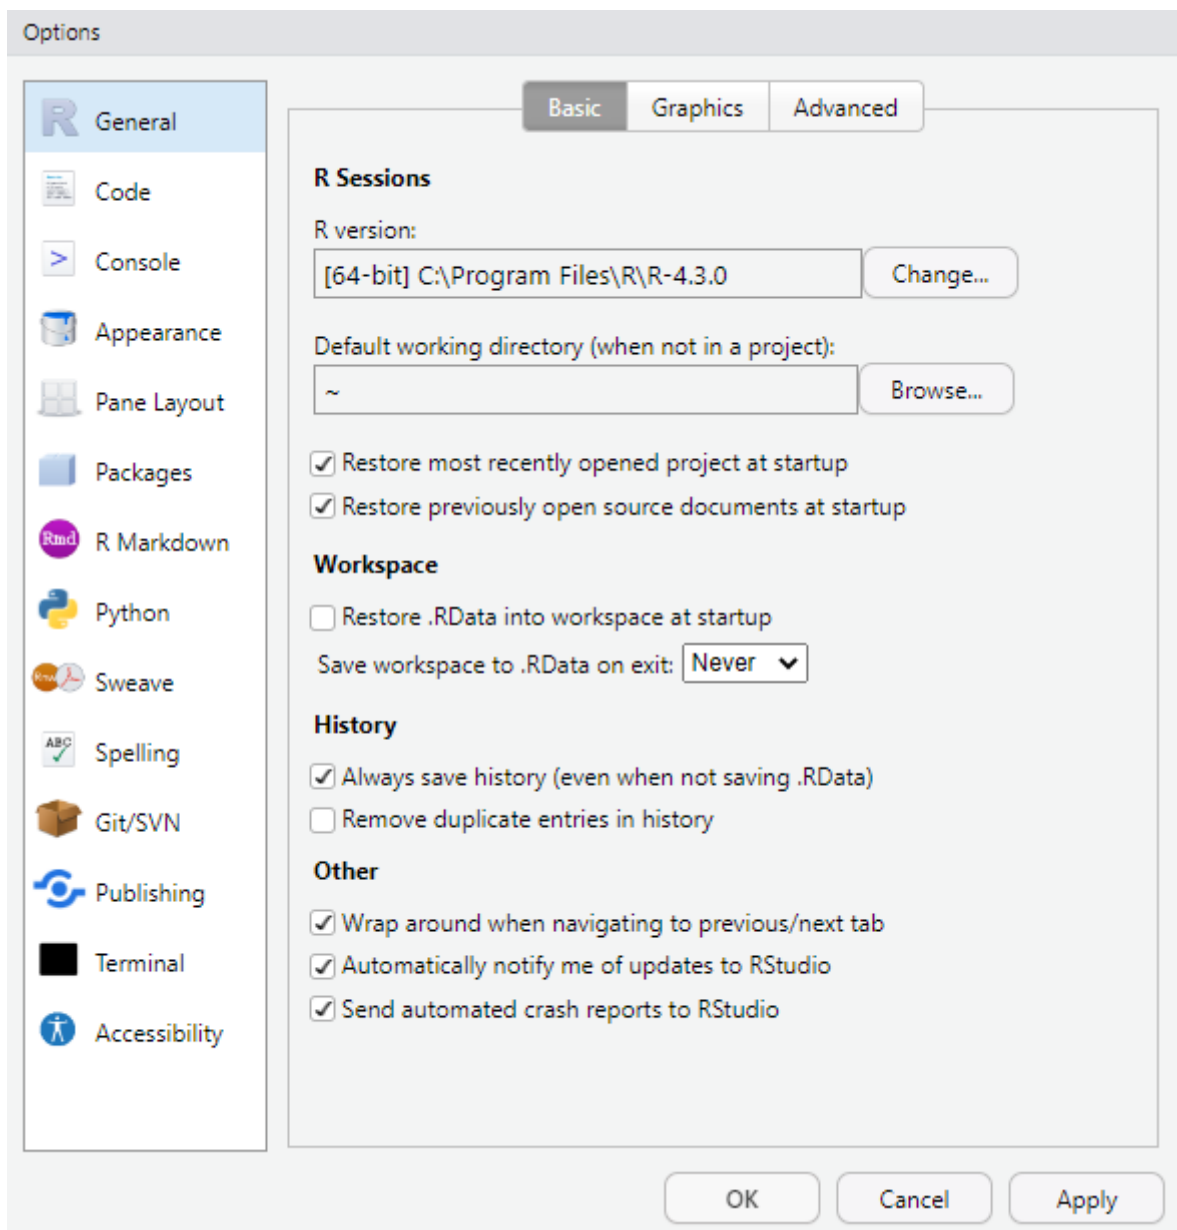 Options
General
Code
Console
Appearance
Pane Layout
Packages
Rmd R Markdown
Python
Rnw Sweave
ABC Spelling
Git/SVN
Publishing
Terminal
Accessibility
Basic Graphics Advanced
R Sessions
R version:
[64-bit] C:\Program Files\R\R-4.3.0 Change...
Default working directory (when not in a project):
~ Browse...
Restore most recently opened project at startup
Restore previously open source documents at startup
Workspace
Restore .RData into workspace at startup
Save workspace to .RData on exit: Never
History
Always save history (even when not saving .RData)
Remove duplicate entries in history
Other
Wrap around when navigating to previous/next tab
Automatically notify me of updates to RStudio
Send automated crash reports to RStudio
OK Cancel Apply